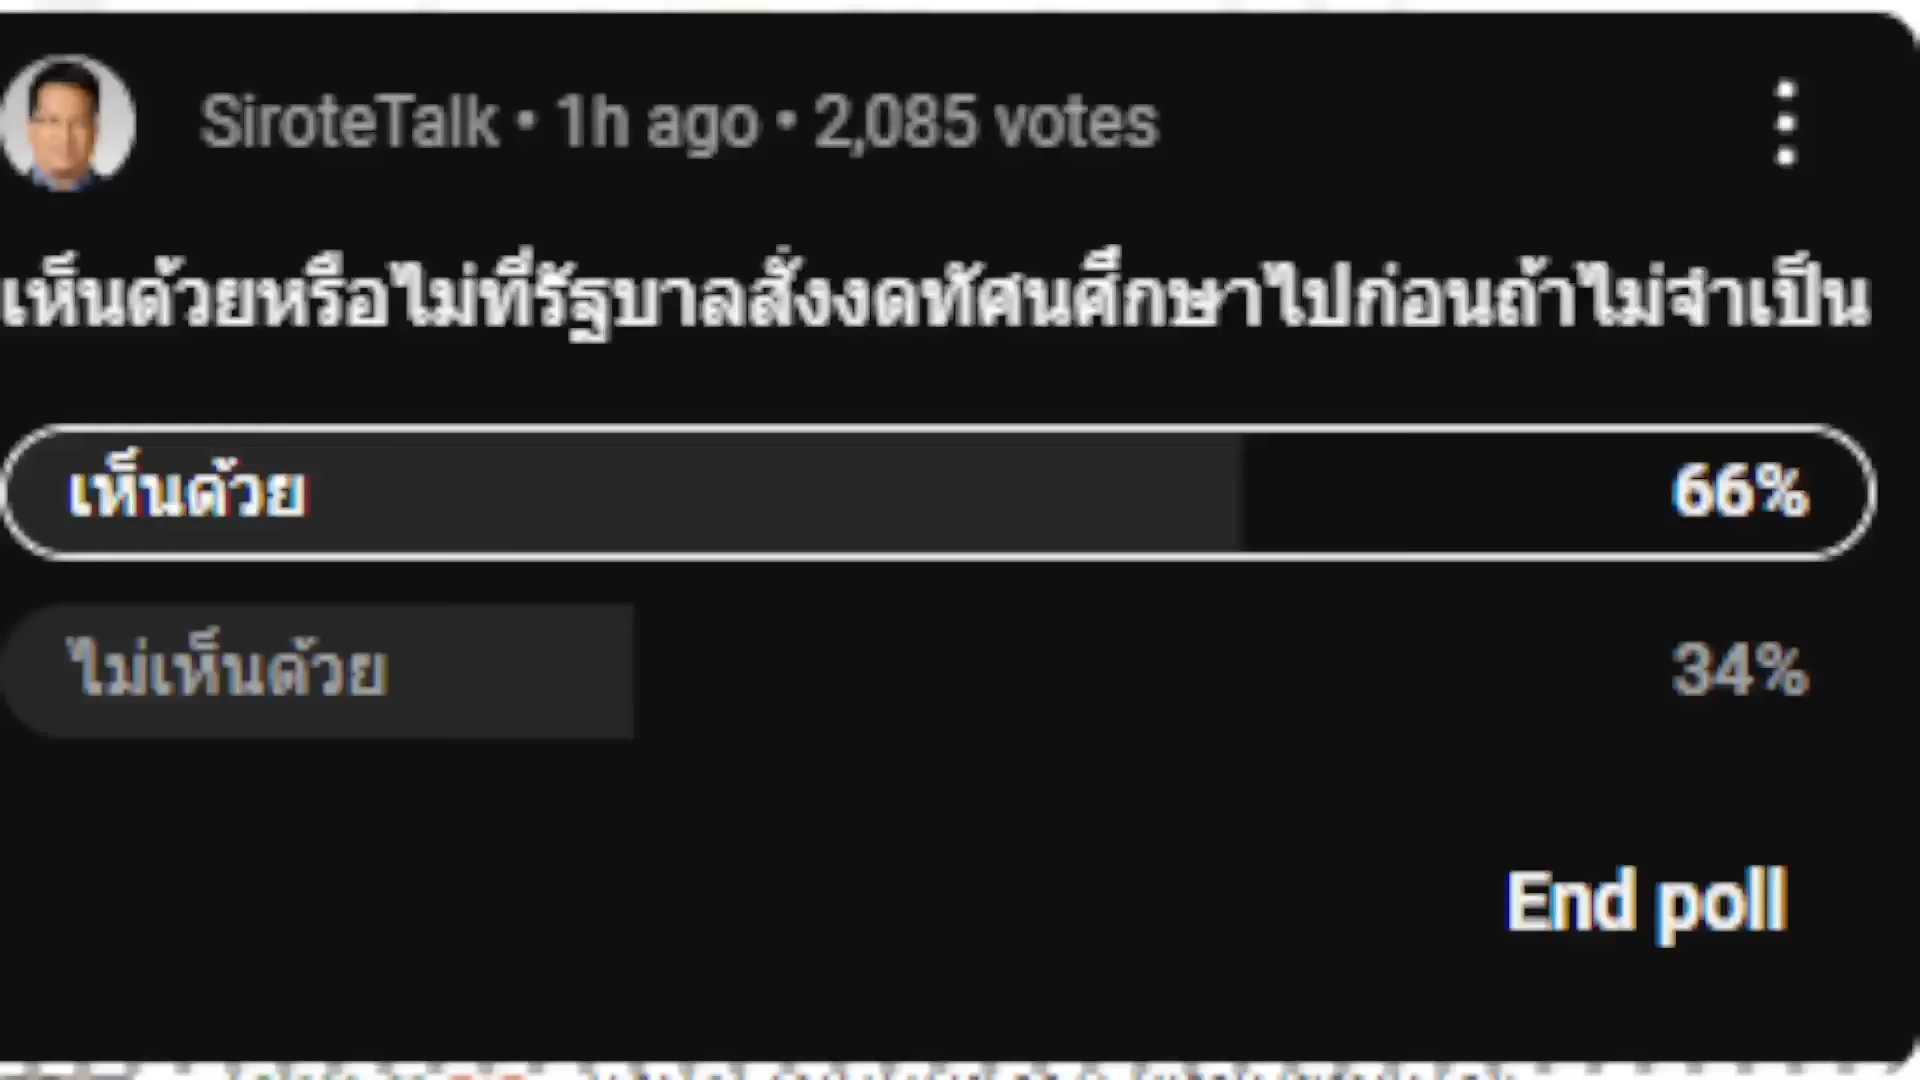 SiroteTalk • 1h ago • 2,085 votes
เห็นด้วยหรือไม่ที่รัฐบาลสั่งงดทัศนศึกษาไปก่อนถ้าไม่จำเป็น
เห็นด้วย 66%
ไม่เห็นด้วย 34%
End poll